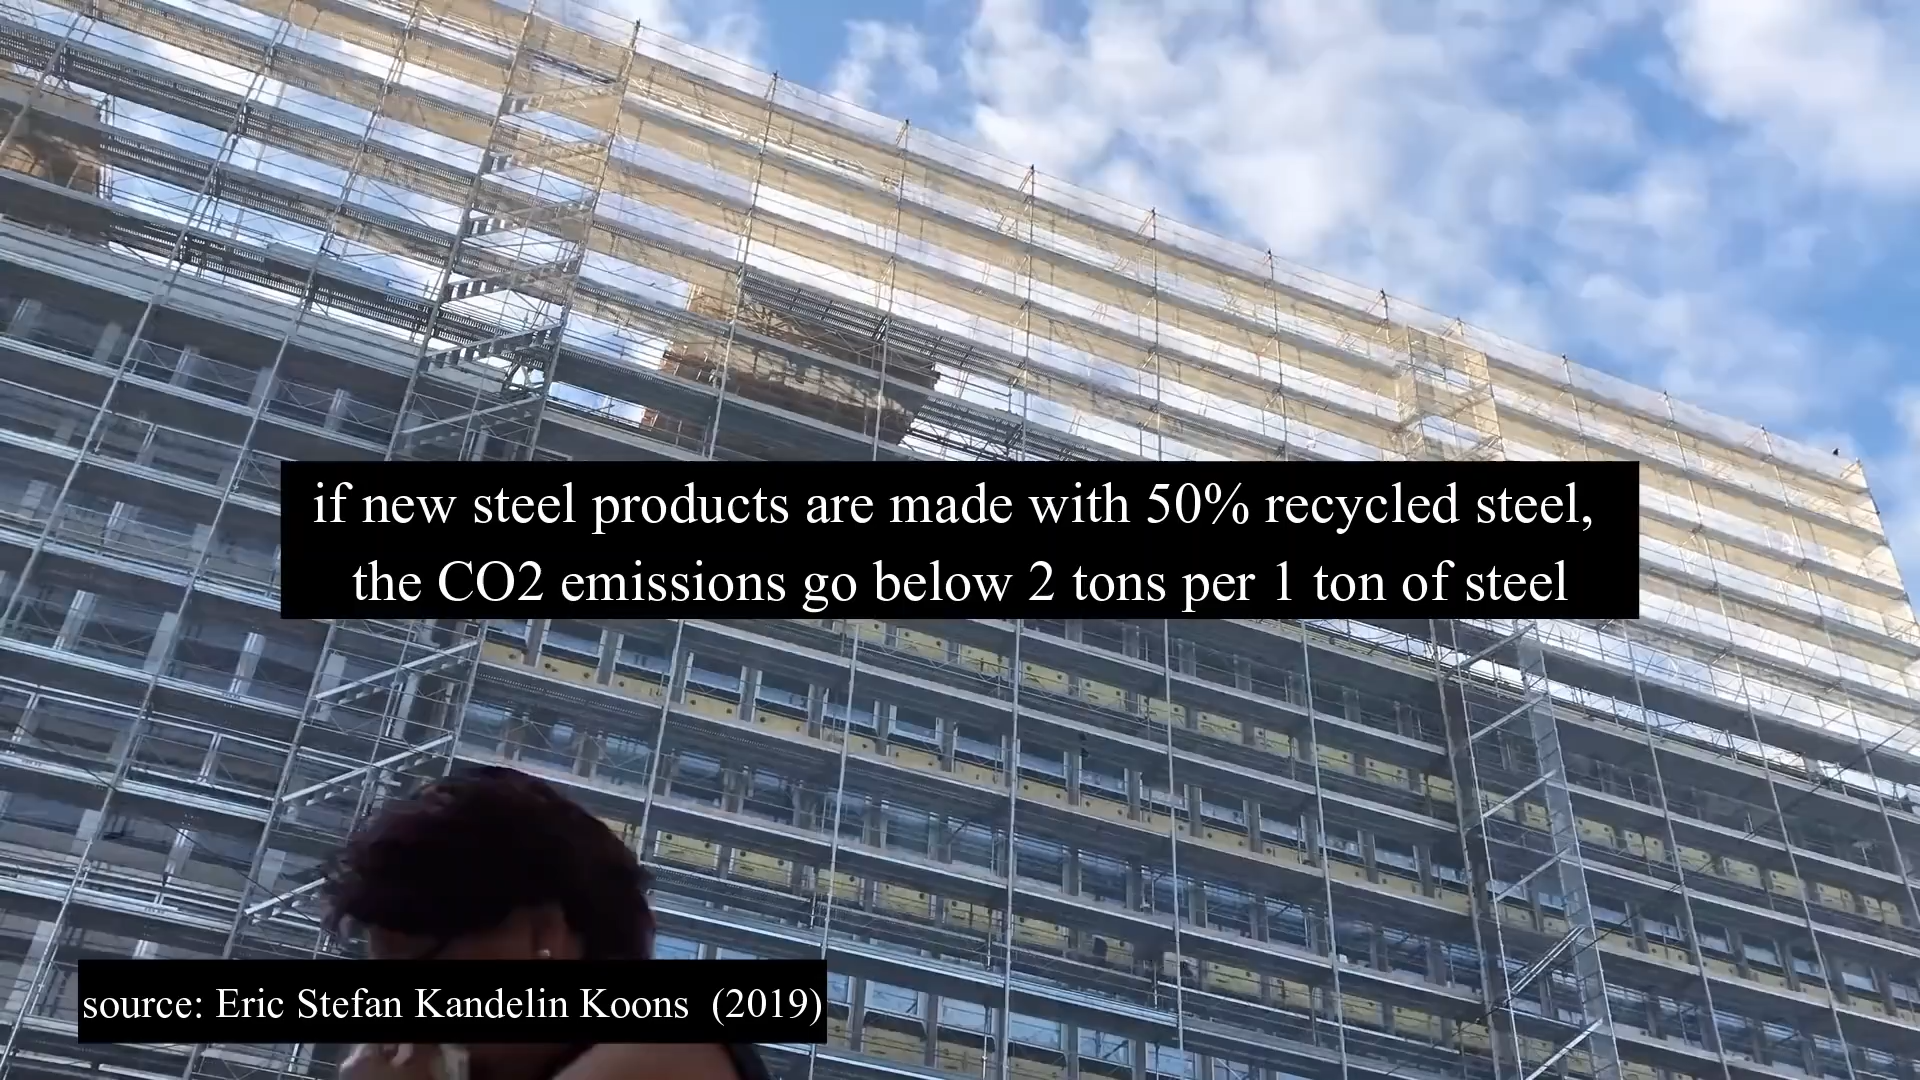 if new steel products are made with 50% recycled steel,
the CO2 emissions go below 2 tons per 1 ton of steel
source: Eric Stefan Kandelin Koons (2019)